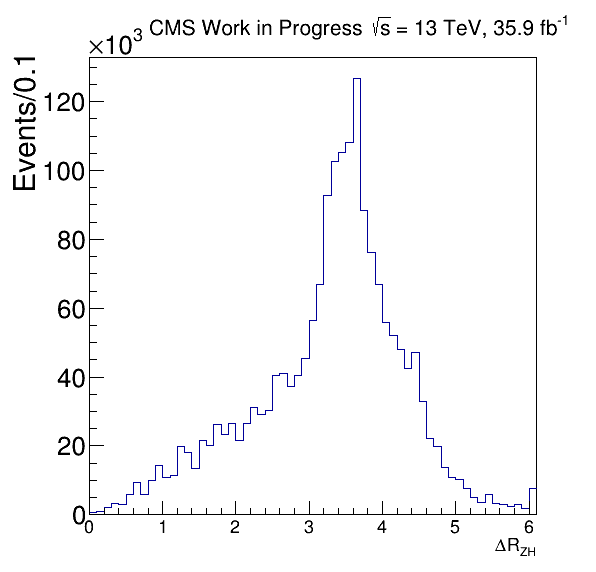 ×10³ CMS Work in Progress √s = 13 TeV, 35.9 fb⁻¹
Events/0.1
120
100
80
60
40
20
0
0 1 2 3 4 5 6
ΔR_ZH